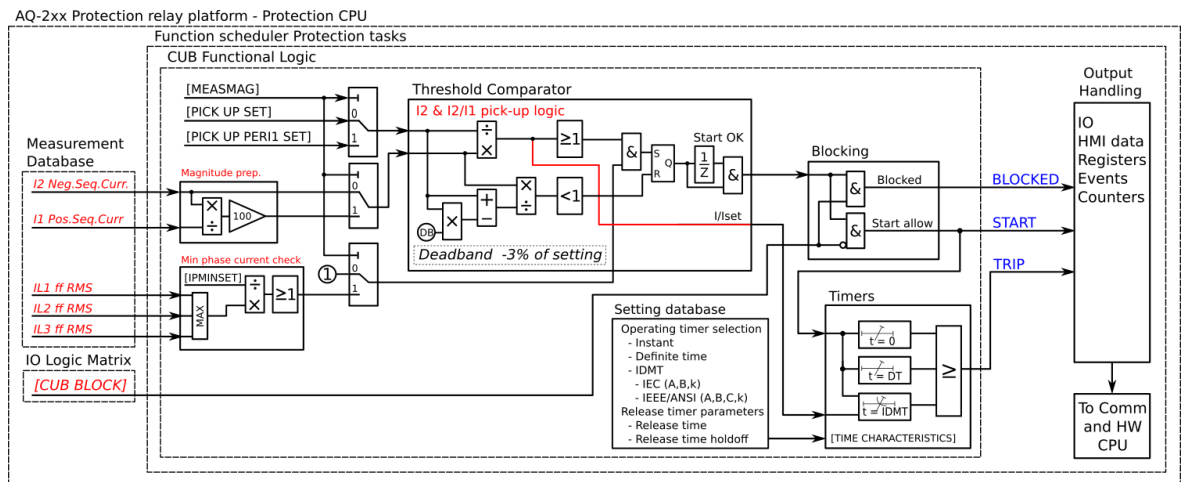 AQ-2xx Protection relay platform - Protection CPU
Function scheduler Protection tasks
CUB Functional Logic
[MEASMAG]
[PICK UP SET]
[PICK UP PERI1 SET]
0
1
Measurement
Database
I2 Neg.Seq.Curr.
I1 Pos.Seq.Curr
IL1 ff RMS
IL2 ff RMS
IL3 ff RMS
IO Logic Matrix
[CUB BLOCK]
Magnitude prep.
×
÷
100
0
1
Min phase current check
[IPMINSET]
MAX
÷
×
≥1
1
0
1
Threshold Comparator
I2 & I2/I1 pick-up logic
÷
×
≥1
&
S
R
Q
Start OK
1
Z
&
×
÷
<1
+
-
×
DB
I/Iset
Deadband -3% of setting
Blocking
&
Blocked
&
Start allow
BLOCKED
START
TRIP
Setting database
Operating timer selection
- Instant
- Definite time
- IDMT
- IEC (A,B,k)
- IEEE/ANSI (A,B,C,k)
Release timer parameters
- Release time
- Release time holdoff
Timers
t = 0
t = DT
t = IDMT
≥
[TIME CHARACTERISTICS]
Output
Handling
IO
HMI data
Registers
Events
Counters
To Comm
and HW
CPU